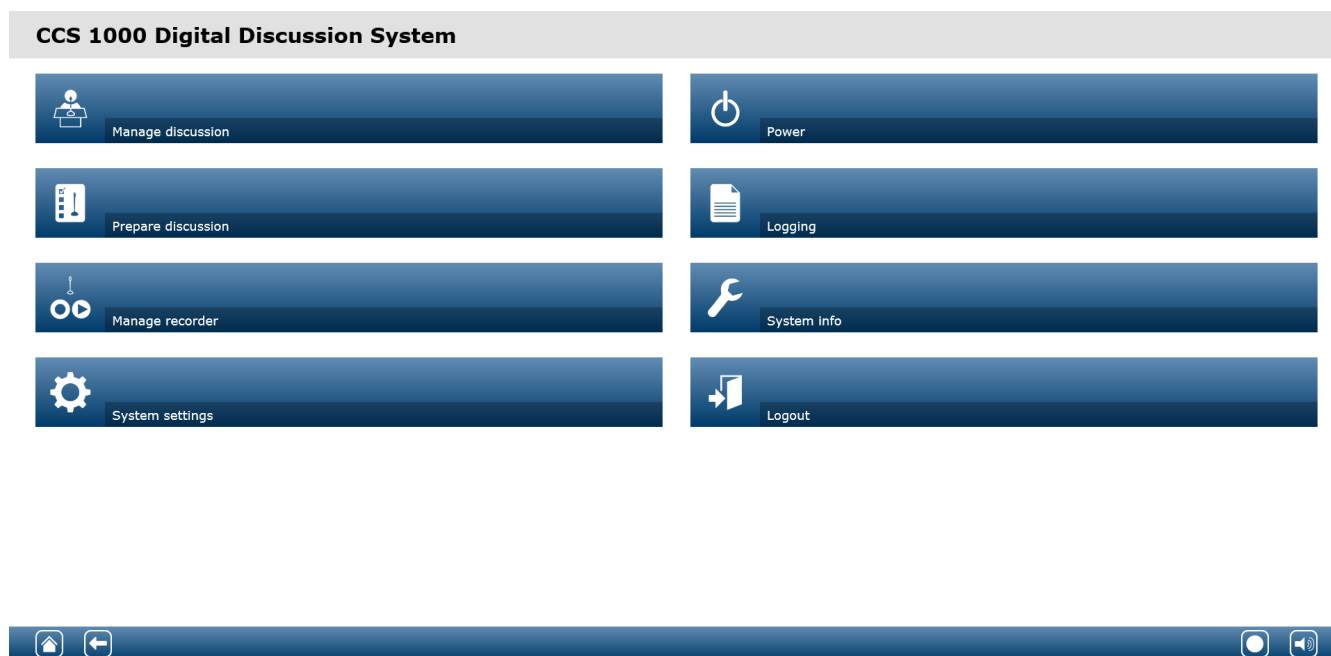 CCS 1000 Digital Discussion System
Manage discussion
Power
Prepare discussion
Logging
Manage recorder
System info
System settings
Logout